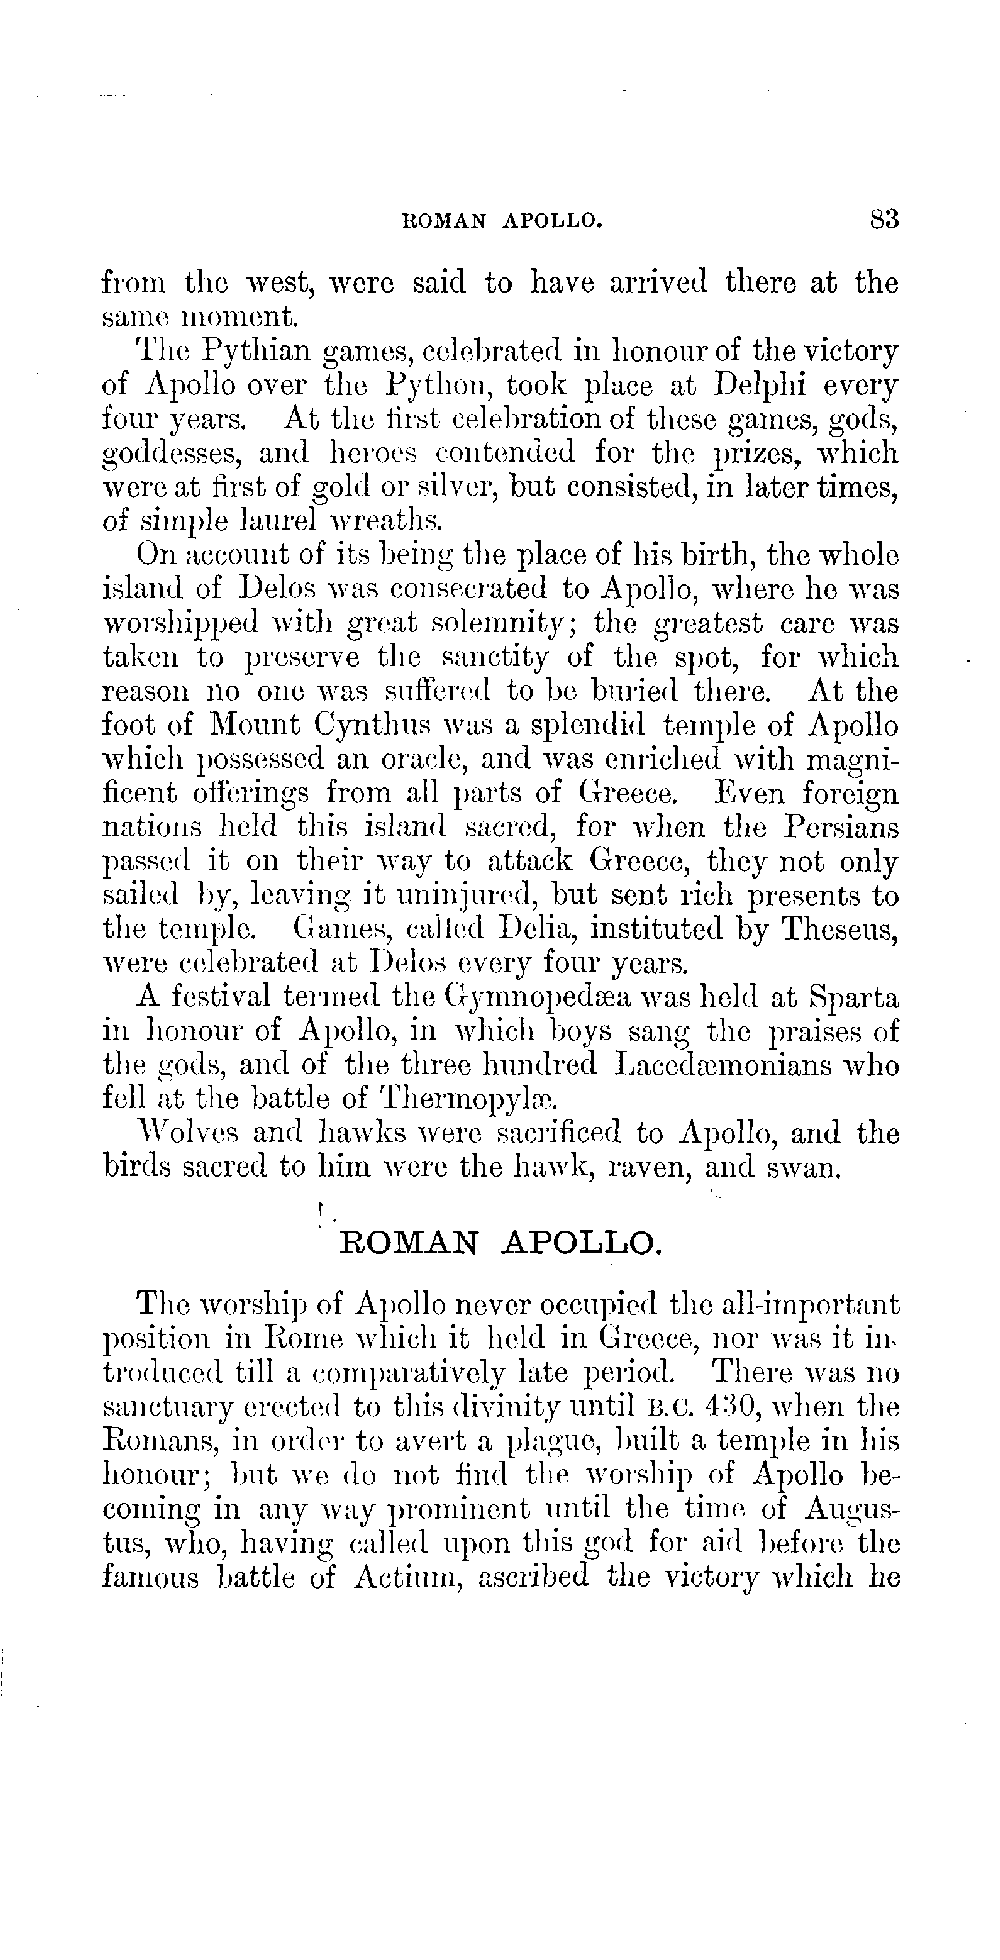 ROMAN APOLLO. 83
from the west, were said to have arrived there at the
same moment.
The Pythian games, celebrated in honour of the victory
of Apollo over the Python, took place at Delphi every
four years. At the first celebration of these games, gods,
goddesses, and heroes contended for the prizes, which
were at first of gold or silver, but consisted, in later times,
of simple laurel wreaths.
On account of its being the place of his birth, the whole
island of Delos was consecrated to Apollo, where he was
worshipped with great solemnity; the greatest care was
taken to preserve the sanctity of the spot, for which
reason no one was suffered to be buried there. At the
foot of Mount Cynthus was a splendid temple of Apollo
which possessed an oracle, and was enriched with magni-
ficent offerings from all parts of Greece. Even foreign
nations held this island sacred, for when the Persians
passed it on their way to attack Greece, they not only
sailed by, leaving it uninjured, but sent rich presents to
the temple. Games, called Delia, instituted by Theseus,
were celebrated at Delos every four years.
A festival termed the Gymnopedæa was held at Sparta
in honour of Apollo, in which boys sang the praises of
the gods, and of the three hundred Lacedæmonians who
fell at the battle of Thermopylæ.
Wolves and hawks were sacrificed to Apollo, and the
birds sacred to him were the hawk, raven, and swan.
ROMAN APOLLO.
The worship of Apollo never occupied the all-important
position in Rome which it held in Greece, nor was it in-
troduced till a comparatively late period. There was no
sanctuary erected to this divinity until B.C. 430, when the
Romans, in order to avert a plague, built a temple in his
honour; but we do not find the worship of Apollo be-
coming in any way prominent until the time of Augus-
tus, who, having called upon this god for aid before the
famous battle of Actium, ascribed the victory which he